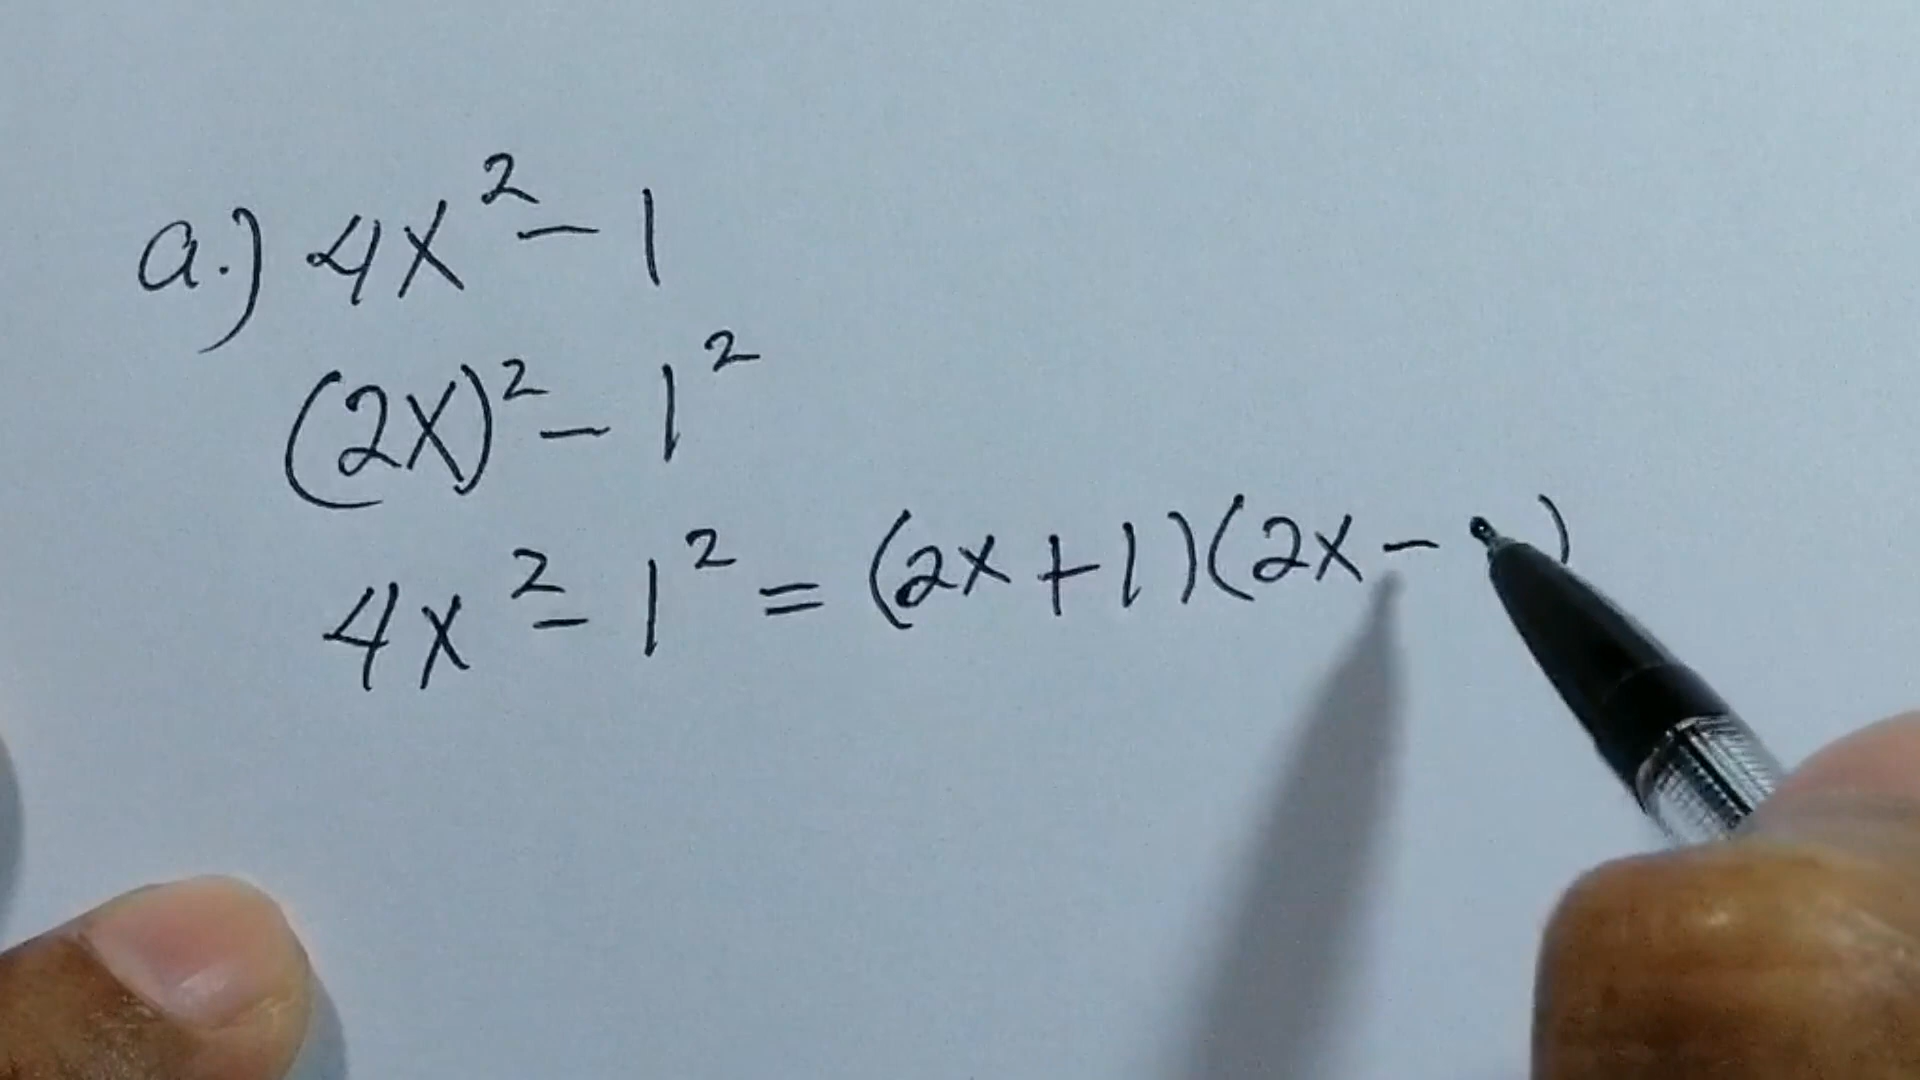 a.) 4x² - 1
(2x)² - 1²
4x² - 1² = (2x + 1)(2x - )